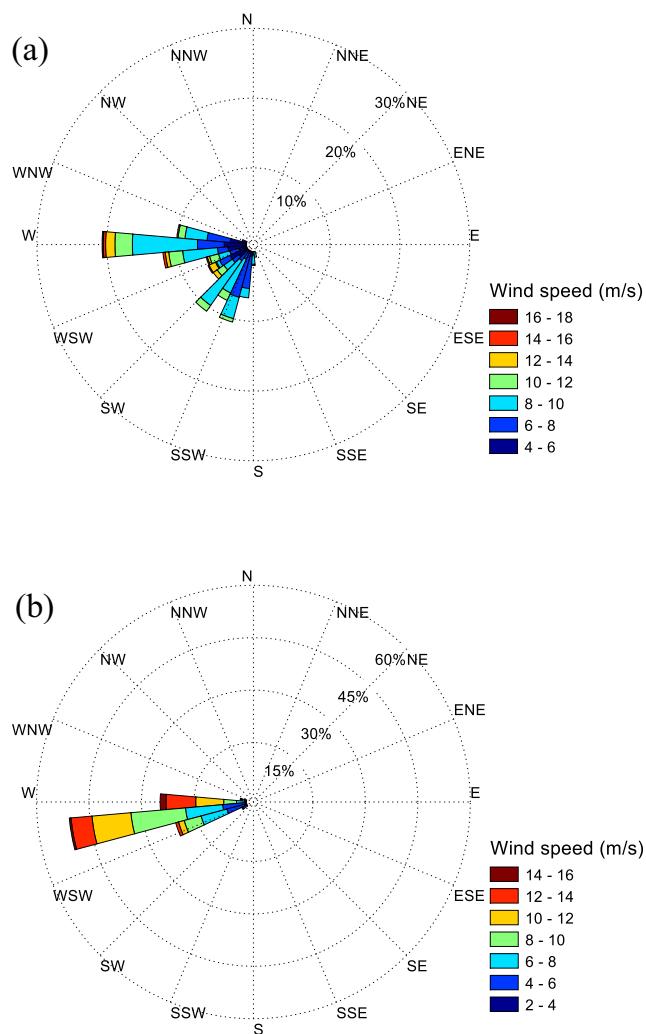 N
(a)
NNW
NNE
NW
30%NE
20%
WNW
ENE
10%
W
E
Wind speed (m/s)
16 - 18
WSW
ESE
14 - 16
12 - 14
10 - 12
SW
SE
8 - 10
6 - 8
SSW
SSE
4 - 6
S
N
(b)
NNW
NNE
NW
60%NE
45%
WNW
ENE
30%
15%
W
E
Wind speed (m/s)
14 - 16
WSW
ESE
12 - 14
10 - 12
8 - 10
SW
SE
6 - 8
4 - 6
2 - 4
SSW
SSE
S